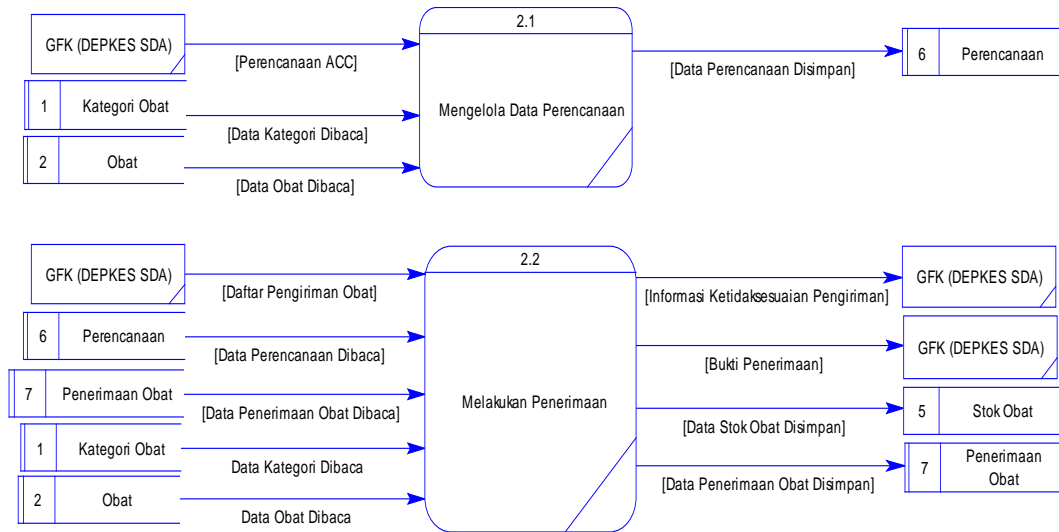 2.1
GFK (DEPKES SDA)
[Perencanaan ACC]
[Data Perencanaan Disimpan]
6 Perencanaan
1 Kategori Obat
Mengelola Data Perencanaan
[Data Kategori Dibaca]
2 Obat
[Data Obat Dibaca]
2.2
GFK (DEPKES SDA)
[Daftar Pengiriman Obat]
[Informasi Ketidaksesuaian Pengiriman]
GFK (DEPKES SDA)
6 Perencanaan
[Data Perencanaan Dibaca]
[Bukti Penerimaan]
GFK (DEPKES SDA)
7 Penerimaan Obat
[Data Penerimaan Obat Dibaca]
Melakukan Penerimaan
[Data Stok Obat Disimpan]
5 Stok Obat
1 Kategori Obat
Data Kategori Dibaca
[Data Penerimaan Obat Disimpan]
7 Penerimaan
Obat
2 Obat
Data Obat Dibaca